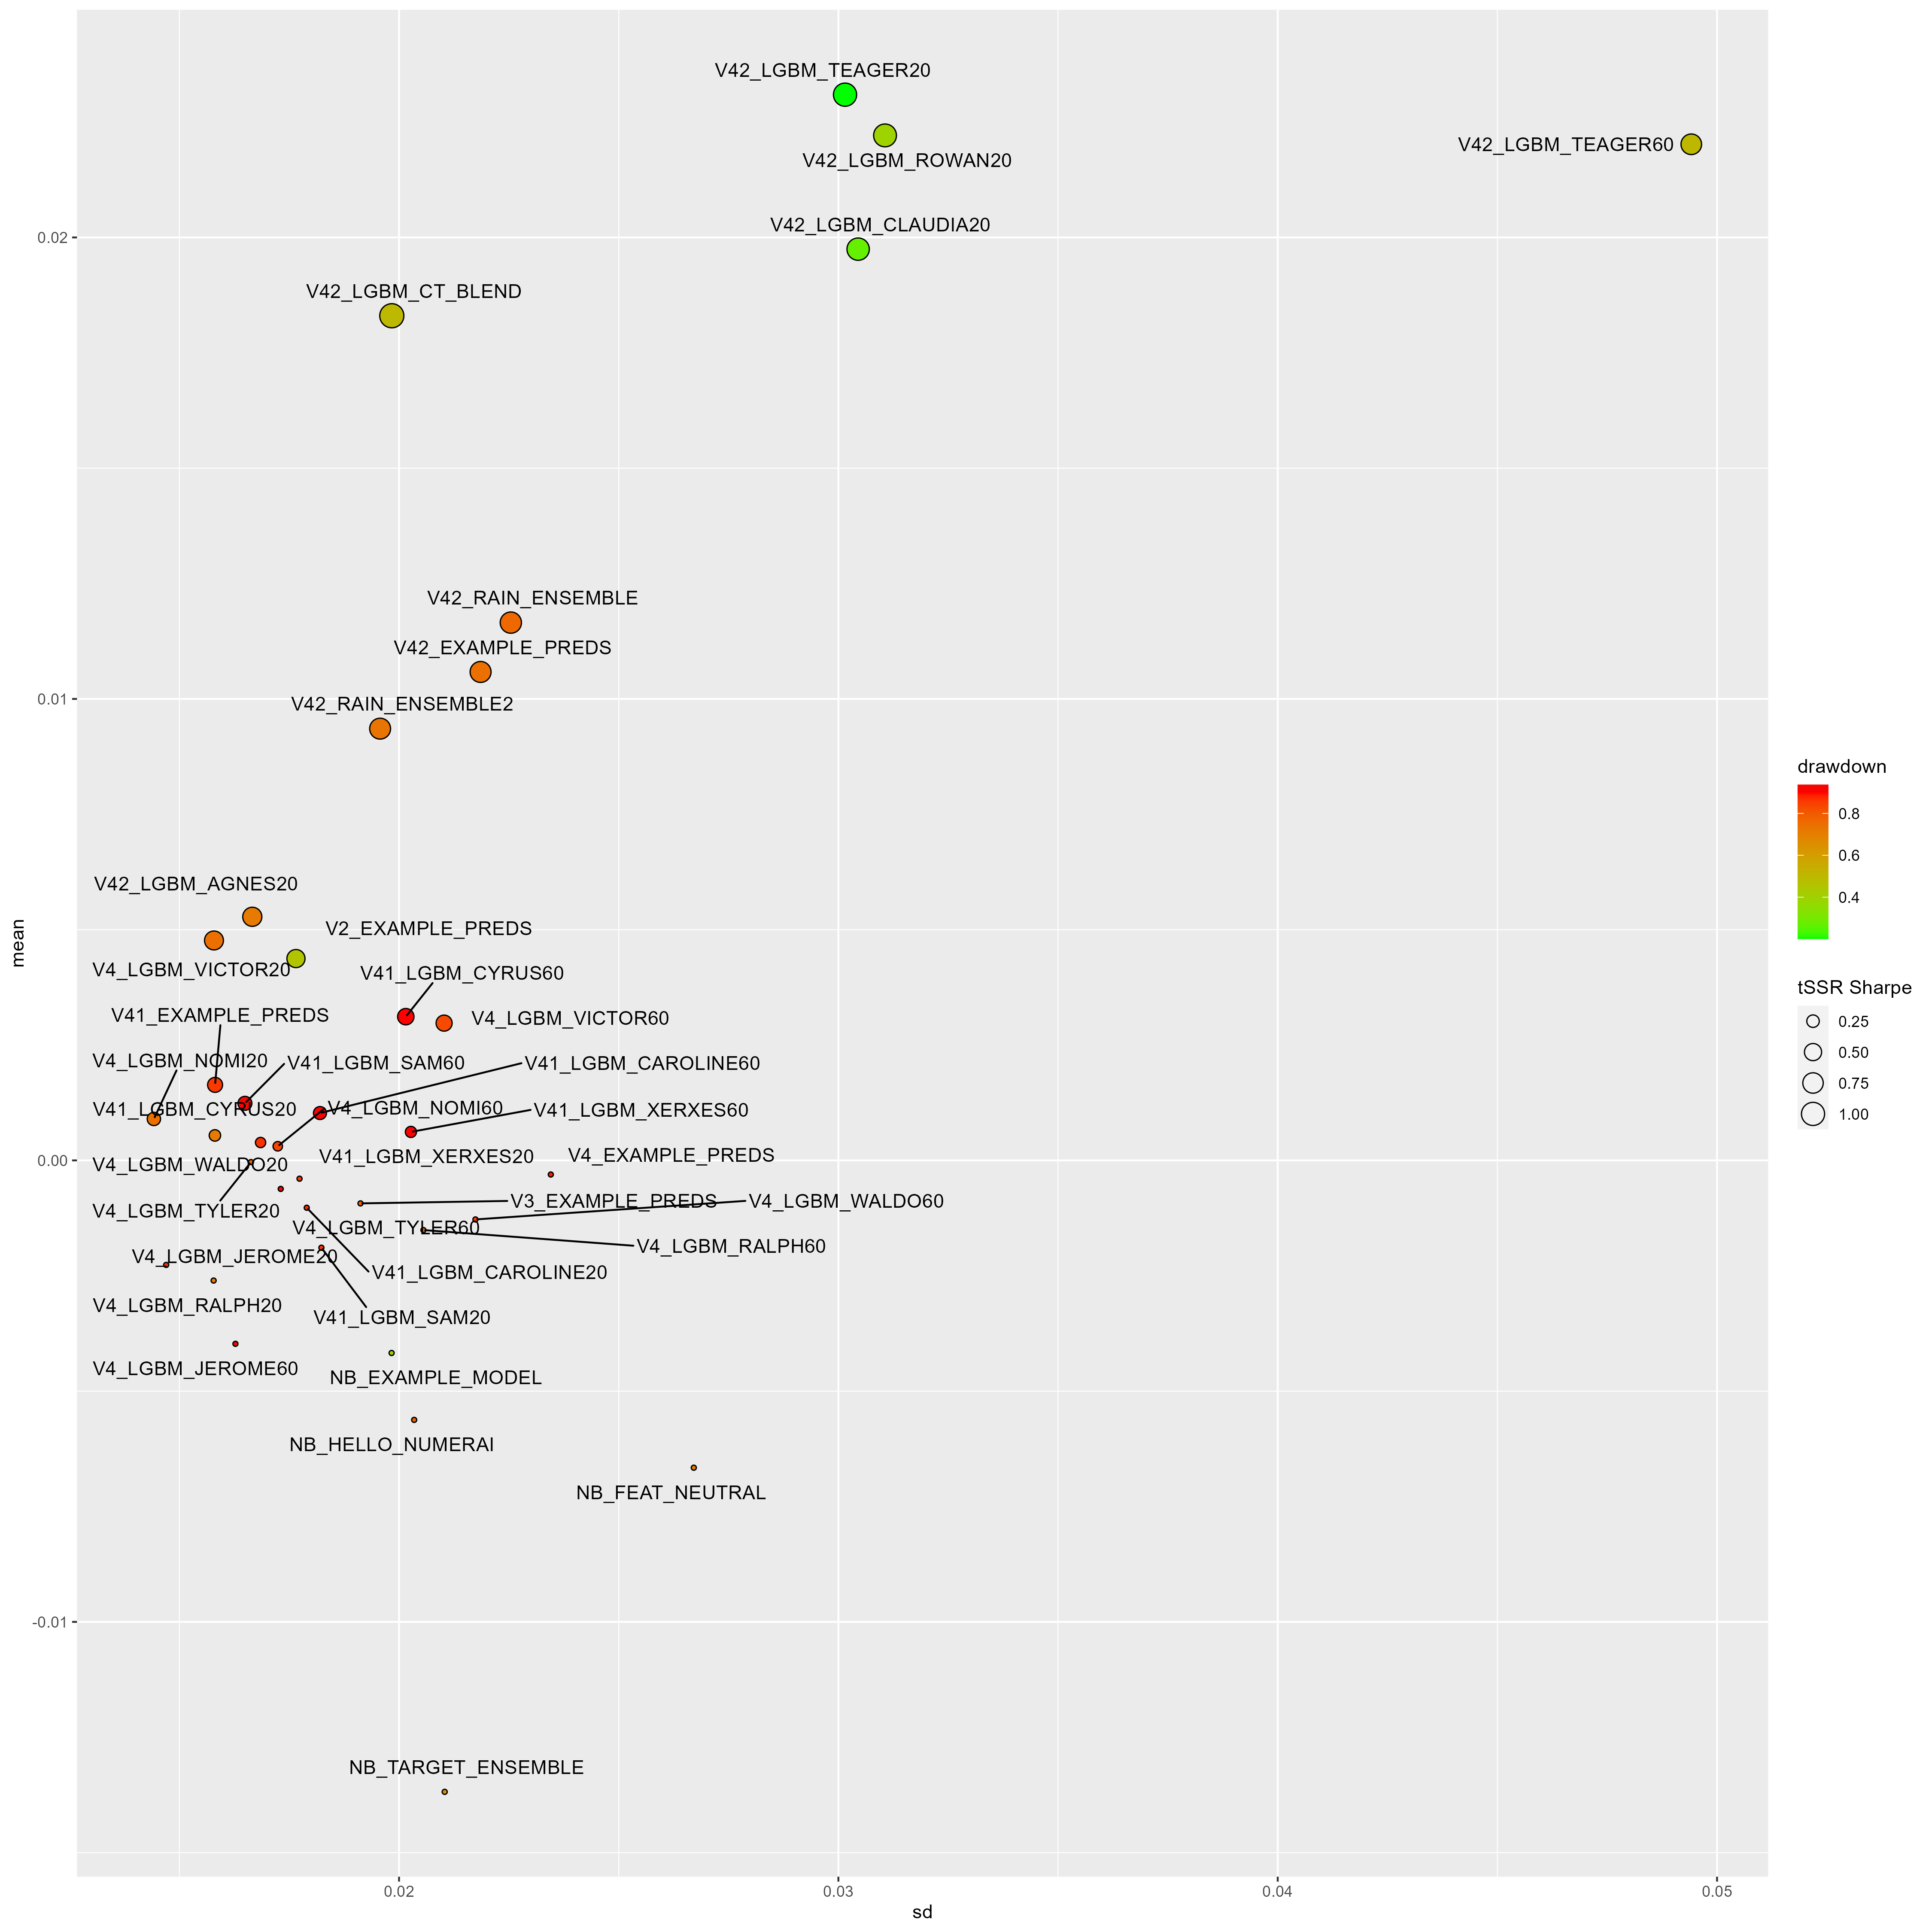 V42_LGBM_TEAGER20
V42_LGBM_ROWAN20
V42_LGBM_TEAGER60
V42_LGBM_CLAUDIA20
0.02
V42_LGBM_CT_BLEND
V42_RAIN_ENSEMBLE
V42_EXAMPLE_PREDS
0.01
V42_RAIN_ENSEMBLE2
drawdown
0.8
0.6
0.4
V42_LGBM_AGNES20
V2_EXAMPLE_PREDS
mean
V4_LGBM_VICTOR20
V41_LGBM_CYRUS60
V41_EXAMPLE_PREDS
V4_LGBM_VICTOR60
tSSR Sharpe
0.25
0.50
0.75
1.00
V4_LGBM_NOMI20
V41_LGBM_SAM60
V41_LGBM_CAROLINE60
V41_LGBM_CYRUS20
V4_LGBM_NOMI60
V41_LGBM_XERXES60
0.00
V4_LGBM_WALDO20
V41_LGBM_XERXES20
V4_EXAMPLE_PREDS
V3_EXAMPLE_PREDS
V4_LGBM_WALDO60
V4_LGBM_TYLER20
V4_LGBM_TYLER60
V4_LGBM_RALPH60
V4_LGBM_JEROME20
V41_LGBM_CAROLINE20
V4_LGBM_RALPH20
V41_LGBM_SAM20
V4_LGBM_JEROME60
NB_EXAMPLE_MODEL
NB_HELLO_NUMERAI
NB_FEAT_NEUTRAL
-0.01
NB_TARGET_ENSEMBLE
0.02
0.03
0.04
0.05
sd